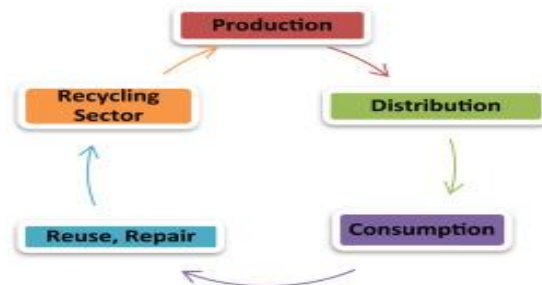 Production
Recycling
Sector
Distribution
Reuse, Repair
Consumption